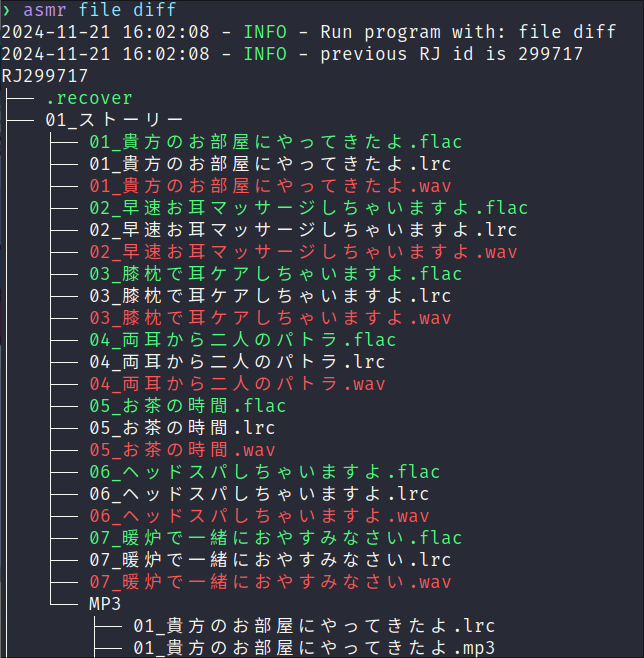 ❯ asmr file diff
2024-11-21 16:02:08 - INFO - Run program with: file diff
2024-11-21 16:02:08 - INFO - previous RJ id is 299717
RJ299717
├── .recover
├── 01_ストーリー
│   ├── 01_貴方のお部屋にやってきたよ.flac
│   ├── 01_貴方のお部屋にやってきたよ.lrc
│   ├── 01_貴方のお部屋にやってきたよ.wav
│   ├── 02_早速お耳マッサージしちゃいますよ.flac
│   ├── 02_早速お耳マッサージしちゃいますよ.lrc
│   ├── 02_早速お耳マッサージしちゃいますよ.wav
│   ├── 03_膝枕で耳ケアしちゃいますよ.flac
│   ├── 03_膝枕で耳ケアしちゃいますよ.lrc
│   ├── 03_膝枕で耳ケアしちゃいますよ.wav
│   ├── 04_両耳から二人のパトラ.flac
│   ├── 04_両耳から二人のパトラ.lrc
│   ├── 04_両耳から二人のパトラ.wav
│   ├── 05_お茶の時間.flac
│   ├── 05_お茶の時間.lrc
│   ├── 05_お茶の時間.wav
│   ├── 06_ヘッドスパしちゃいますよ.flac
│   ├── 06_ヘッドスパしちゃいますよ.lrc
│   ├── 06_ヘッドスパしちゃいますよ.wav
│   ├── 07_暖炉で一緒におやすみなさい.flac
│   ├── 07_暖炉で一緒におやすみなさい.lrc
│   ├── 07_暖炉で一緒におやすみなさい.wav
│   └── MP3
│       ├── 01_貴方のお部屋にやってきたよ.lrc
│       ├── 01_貴方のお部屋にやってきたよ.mp3